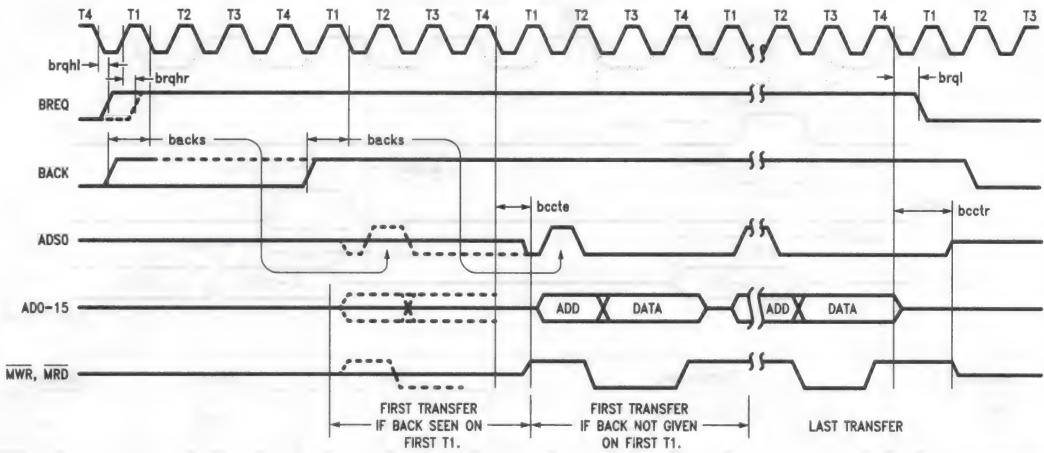 T4 T1 T2 T3 T4 T1 T2 T3 T4 T1 T2 T3 T4 T1 T2 T3 T4 T1 T2 T3
brqhl
brqhr
brql
BREQ
backs
backs
BACK
bccte
bcctr
ADS0
AD0-15
ADD
DATA
ADD
DATA
MWR, MRD
FIRST TRANSFER
IF BACK SEEN ON
FIRST T1.
FIRST TRANSFER
IF BACK NOT GIVEN
ON FIRST T1.
LAST TRANSFER